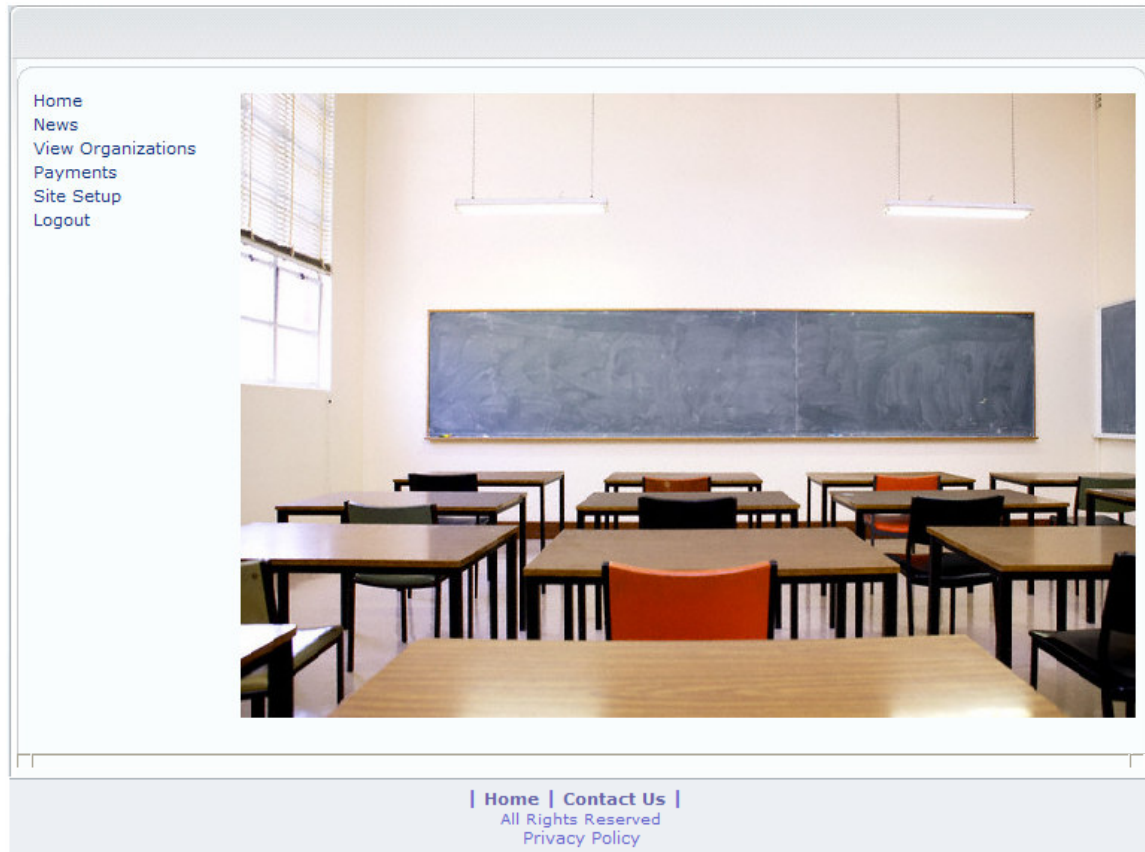 Home
News
View Organizations
Payments
Site Setup
Logout
| Home | Contact Us |
All Rights Reserved
Privacy Policy